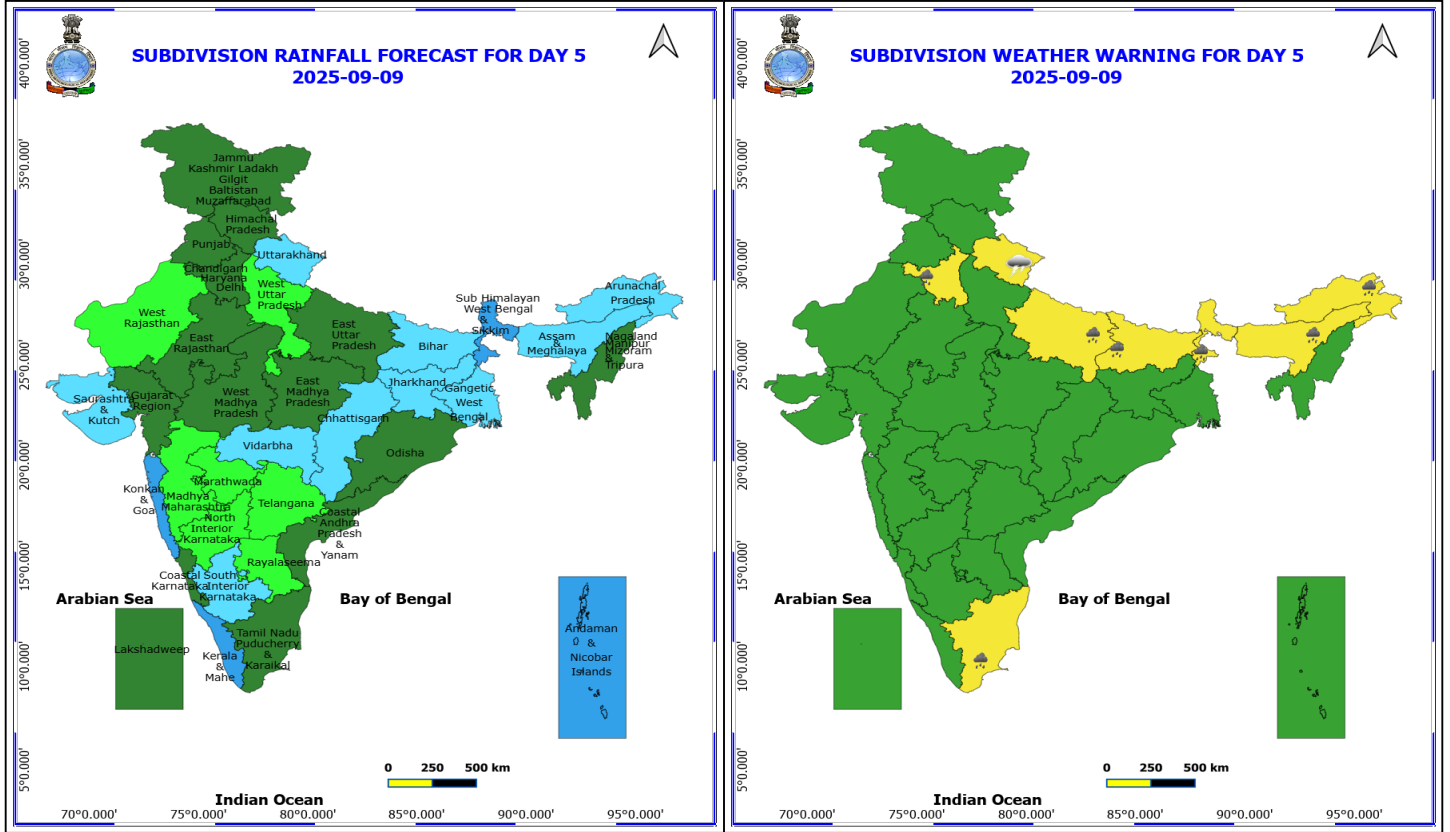 SUBDIVISION RAINFALL FORECAST FOR DAY 5
2025-09-09
40°0.000'
35°0.000'
30°0.000'
25°0.000'
20°0.000'
15°0.000'
10°0.000'
5°0.000'
Jammu
Kashmir Ladakh
Gilgit
Baltistan
Muzaffarabad
Himachal
Pradesh
Punjab
Uttarakhand
Chandigarh
Haryana
Delhi
West
Uttar
Pradesh
West
Rajasthan
East
Rajasthan
East
Uttar
Pradesh
Sub Himalayan
West Bengal
&
Sikkim
Arunachal
Pradesh
Assam
&
Meghalaya
Nagaland
Manipur
Mizoram
&
Tripura
Bihar
Jharkhand
Gangetic
West
Bengal
Saurashtra
&
Kutch
Gujarat
Region
West
Madhya
Pradesh
East
Madhya
Pradesh
Chhattisgarh
Vidarbha
Odisha
Konkan
&
Goa
Madhya
Maharashtra
Marathwada
Telangana
North
Interior
Karnataka
Coastal
Andhra
Pradesh
&
Yanam
Rayalaseema
Coastal
Karnataka
South
Interior
Karnataka
Arabian Sea
Bay of Bengal
Lakshadweep
Kerala
&
Mahe
Tamil Nadu
Puducherry
&
Karaikal
Andaman
&
Nicobar
Islands
0 250 500 km
Indian Ocean
70°0.000' 75°0.000' 80°0.000' 85°0.000' 90°0.000' 95°0.000'
SUBDIVISION WEATHER WARNING FOR DAY 5
2025-09-09
40°0.000'
35°0.000'
30°0.000'
25°0.000'
20°0.000'
15°0.000'
10°0.000'
5°0.000'
Arabian Sea
Bay of Bengal
0 250 500 km
Indian Ocean
70°0.000' 75°0.000' 80°0.000' 85°0.000' 90°0.000' 95°0.000'